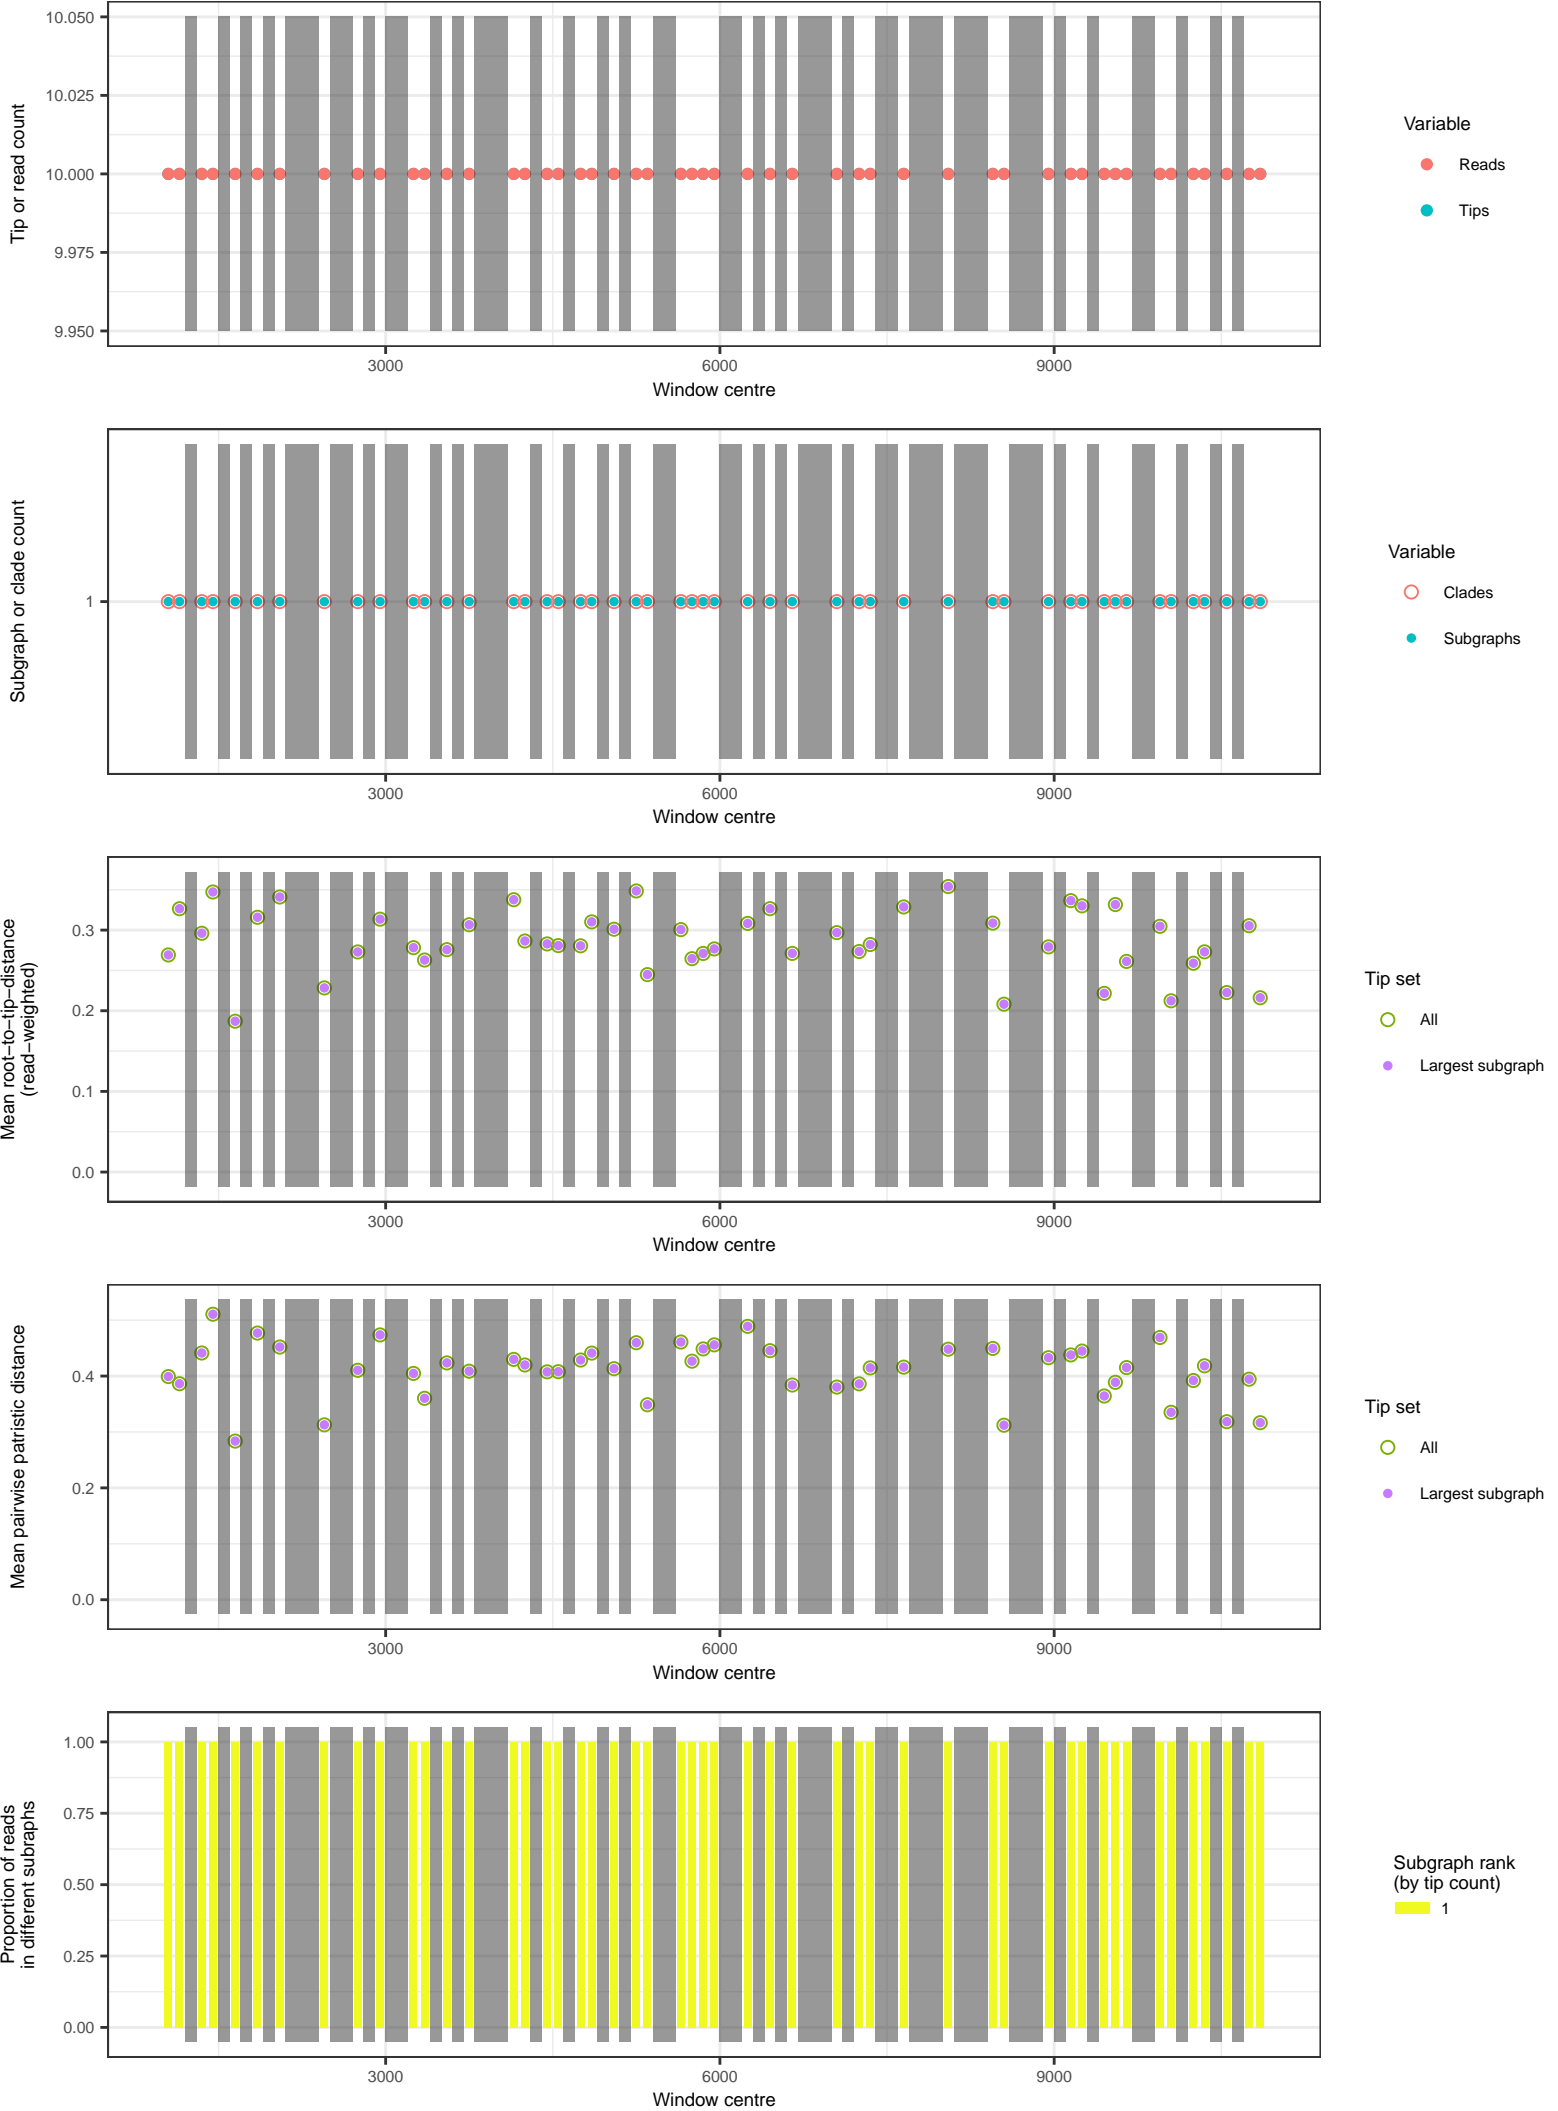 10.050
10.025
10.000
9.975
9.950
Tip or read count
3000
6000
9000
Window centre
Variable
Reads
Tips
1
Subgraph or clade count
3000
6000
9000
Window centre
Variable
Clades
Subgraphs
0.3
0.2
0.1
0.0
Mean root−to−tip−distance
(read−weighted)
3000
6000
9000
Window centre
Tip set
All
Largest subgraph
0.4
0.2
0.0
Mean pairwise patristic distance
3000
6000
9000
Window centre
Tip set
All
Largest subgraph
1.00
0.75
0.50
0.25
0.00
Proportion of reads
in different subraphs
3000
6000
9000
Window centre
Subgraph rank
(by tip count)
1